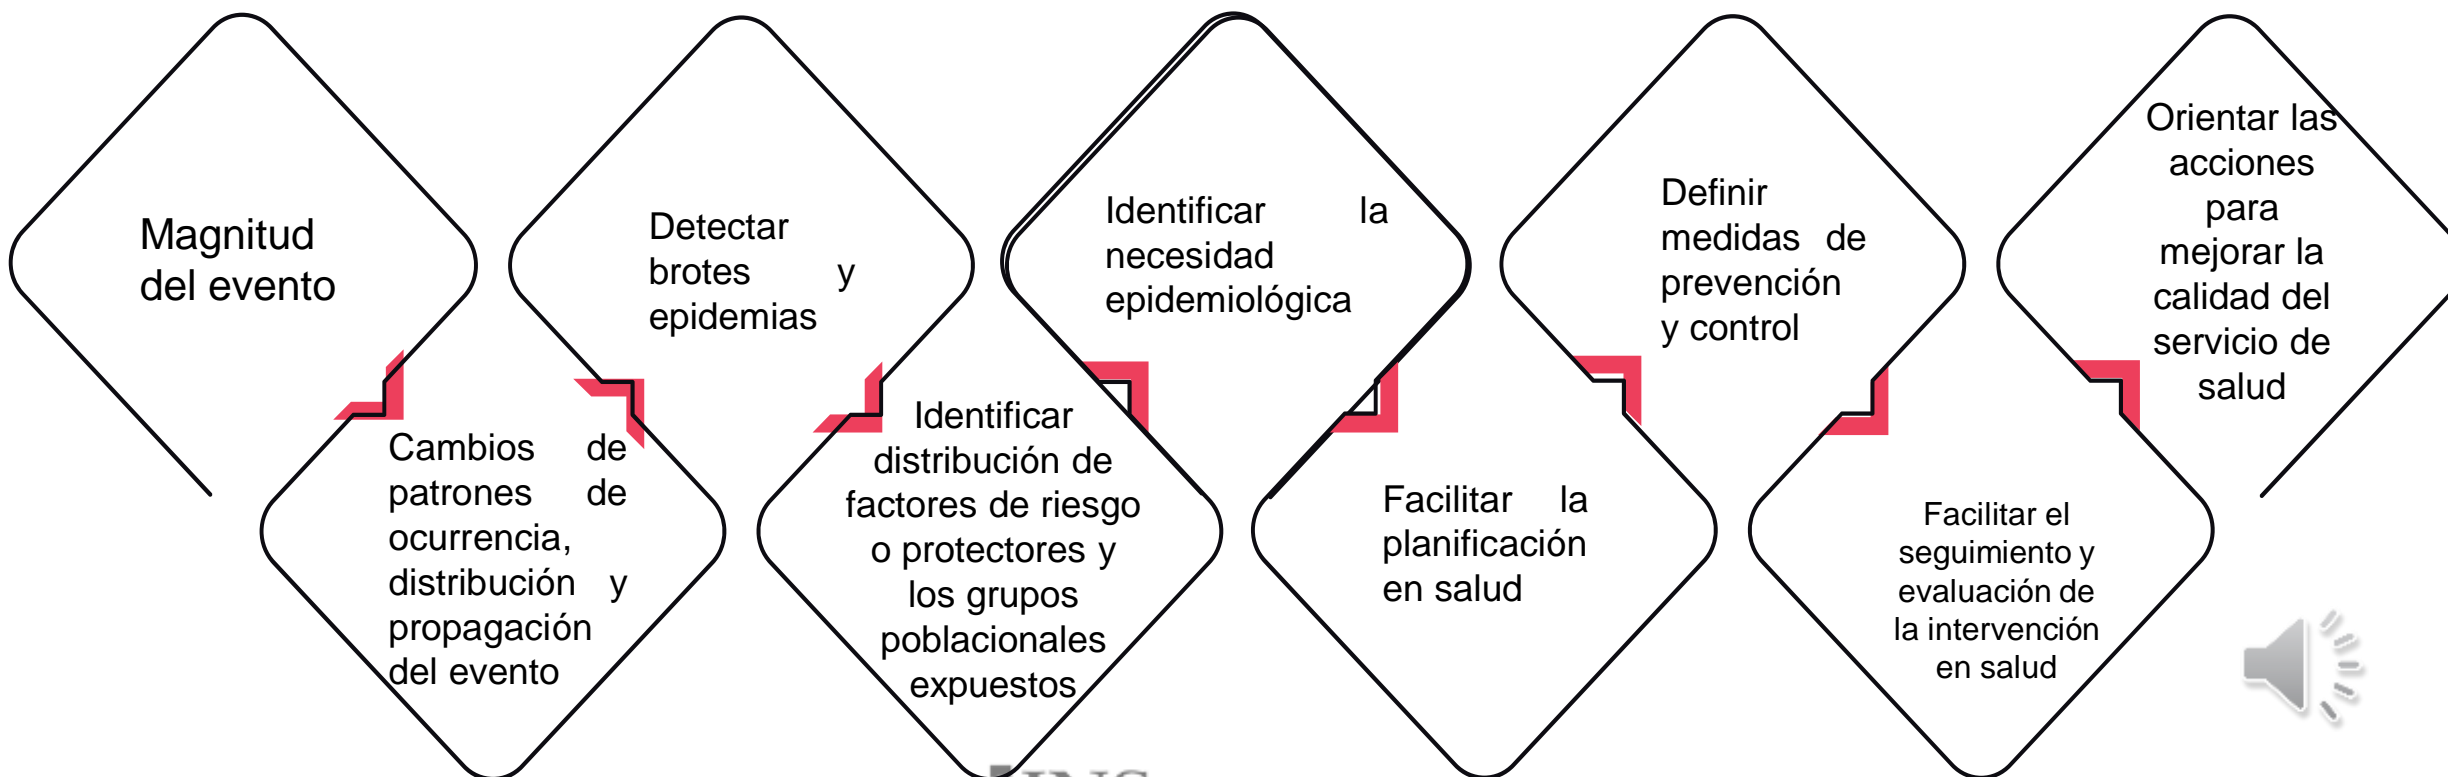 Magnitud
del evento
Cambios de
patrones de
ocurrencia,
distribución y
propagación
del evento
Detectar
brotes y
epidemias
Identificar
distribución de
factores de riesgo
o protectores y
los grupos
poblacionales
expuestos
Identificar la
necesidad
epidemiológica
Facilitar la
planificación
en salud
Definir
medidas de
prevención
y control
Facilitar el
seguimiento y
evaluación de
la intervención
en salud
Orientar las
acciones
para
mejorar la
calidad del
servicio de
salud
INS